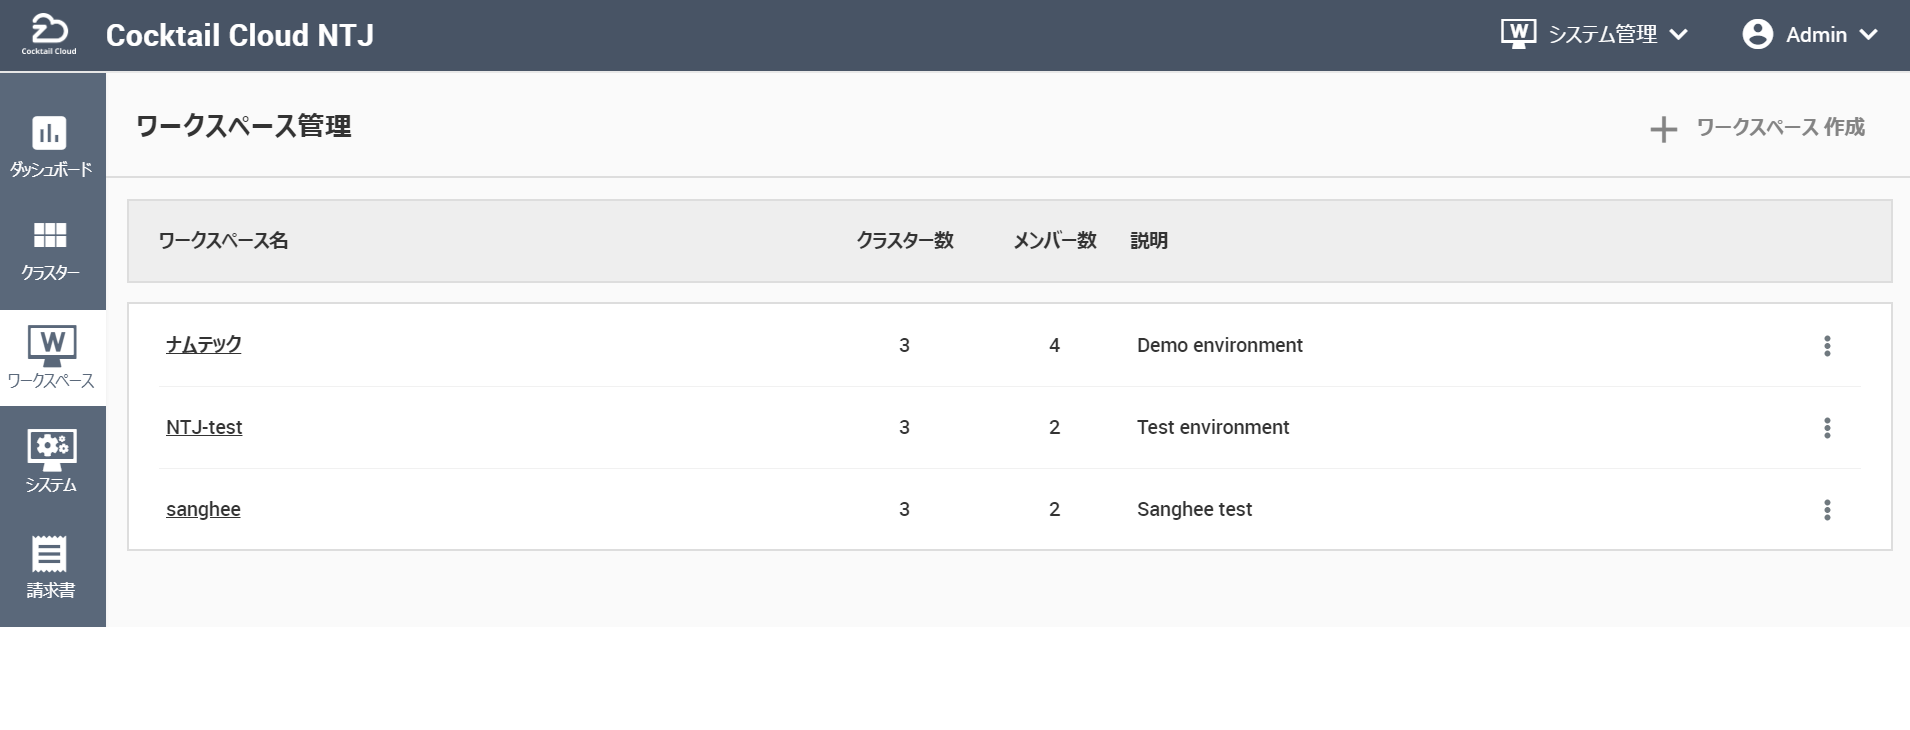 Cocktail Cloud
Cocktail Cloud NTJ
W システム管理
Admin
ダッシュボード
クラスター
W
ワークスペース
システム
請求書
ワークスペース管理
ワークスペース 作成
ワークスペース名 クラスター数 メンバー数 説明
ナムテック 3 4 Demo environment
NTJ-test 3 2 Test environment
sanghee 3 2 Sanghee test